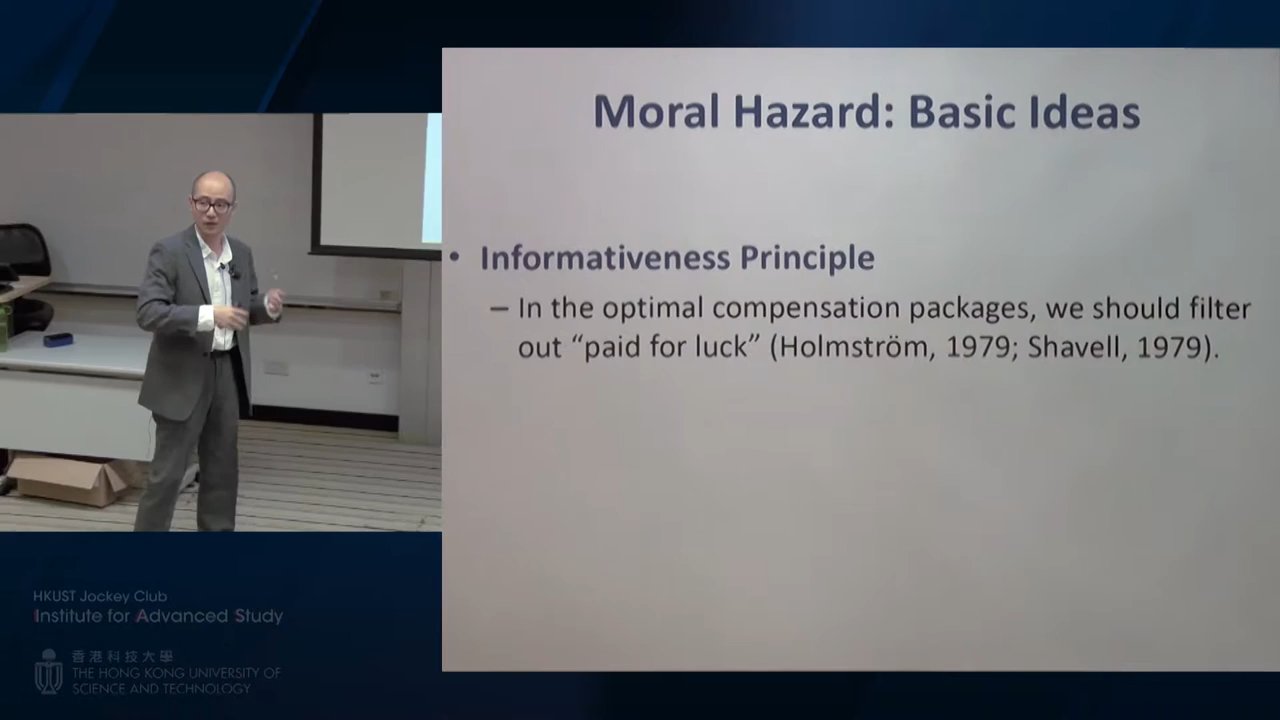 Moral Hazard: Basic Ideas
• Informativeness Principle
– In the optimal compensation packages, we should filter
out “paid for luck” (Holmström, 1979; Shavell, 1979).
HKUST Jockey Club
Institute for Advanced Study
香港科技大學
THE HONG KONG UNIVERSITY OF
SCIENCE AND TECHNOLOGY